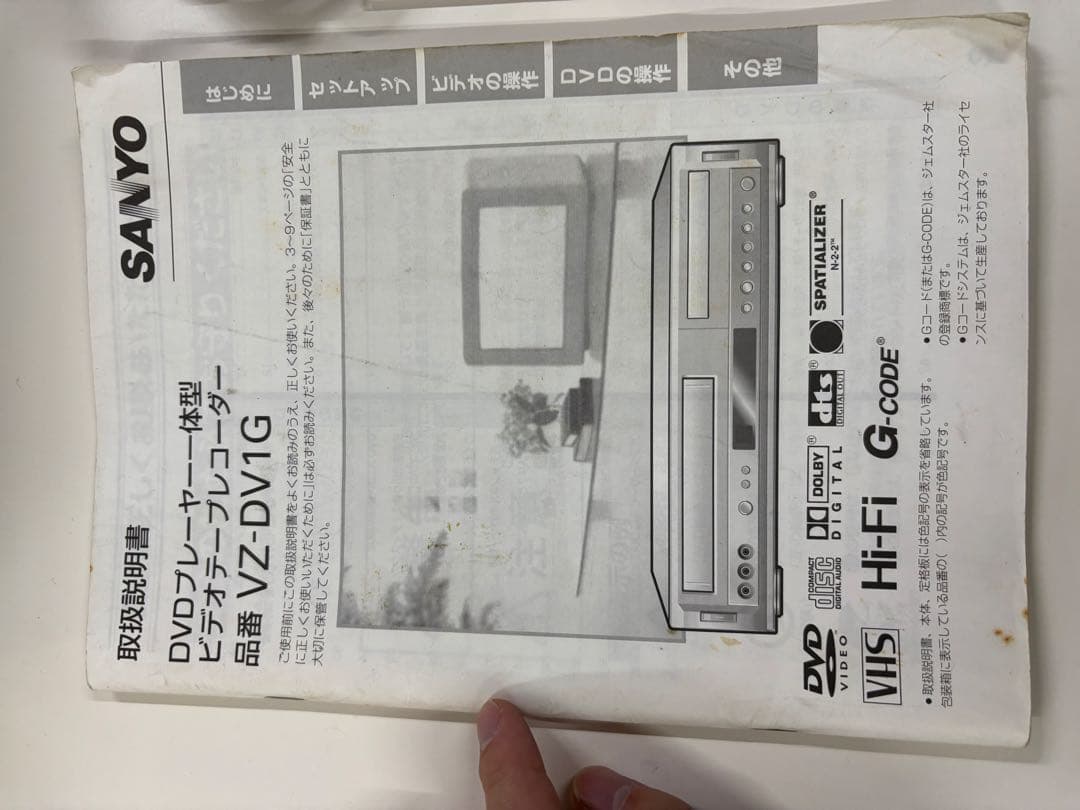 取扱説明書
SANYO
DVDプレーヤー一体型
ビデオテープレコーダー
品番 VZ-DV1G
ご使用前にこの取扱説明書をよくお読みのうえ、正しくお使いください。3〜9ページの「安全
に正しくお使いいただくために」は必ずお読みください。また、後々のために「保証書」とともに
大切に保管してください。
はじめに
セットアップ
ビデオの操作
DVDの操作
その他
DVD VIDEO
COMPACT disc DIGITAL AUDIO
DOLBY® DIGITAL
dts® DIGITAL OUT
SPATIALIZER® N-2-2™
VHS
Hi-Fi
G-CODE®
●取扱説明書、本体、定格板には色記号の表示を省略しています。
包装箱に表示している品番の( )内の記号が色記号です。
●Gコード(またはG-CODE)は、ジェムスター社
の登録商標です。
●Gコードシステムは、ジェムスター社のライセ
ンスに基づいて生産しております。